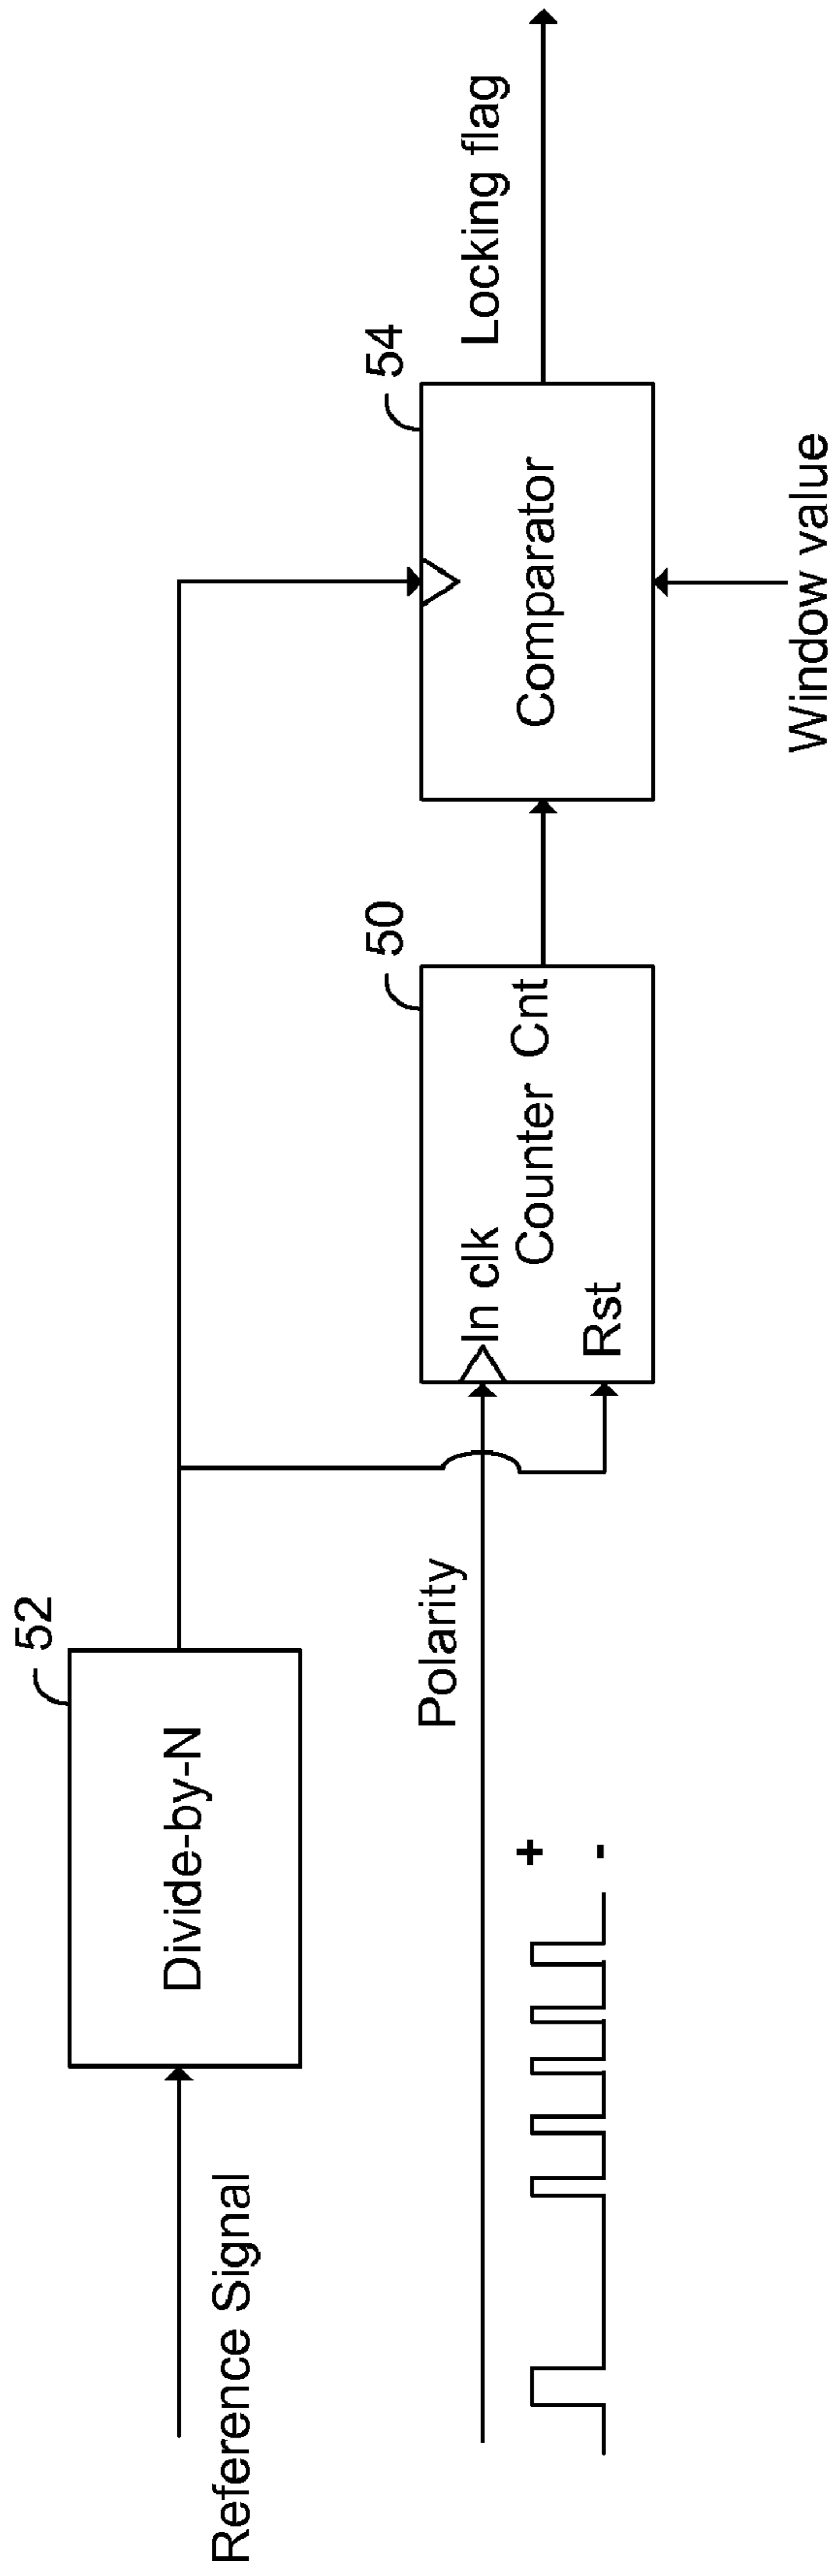 52
Divide-by-N
Reference Signal
50
54
Polarity
+
-
In clk
Counter Cnt
Rst
Comparator
Locking flag
Window value